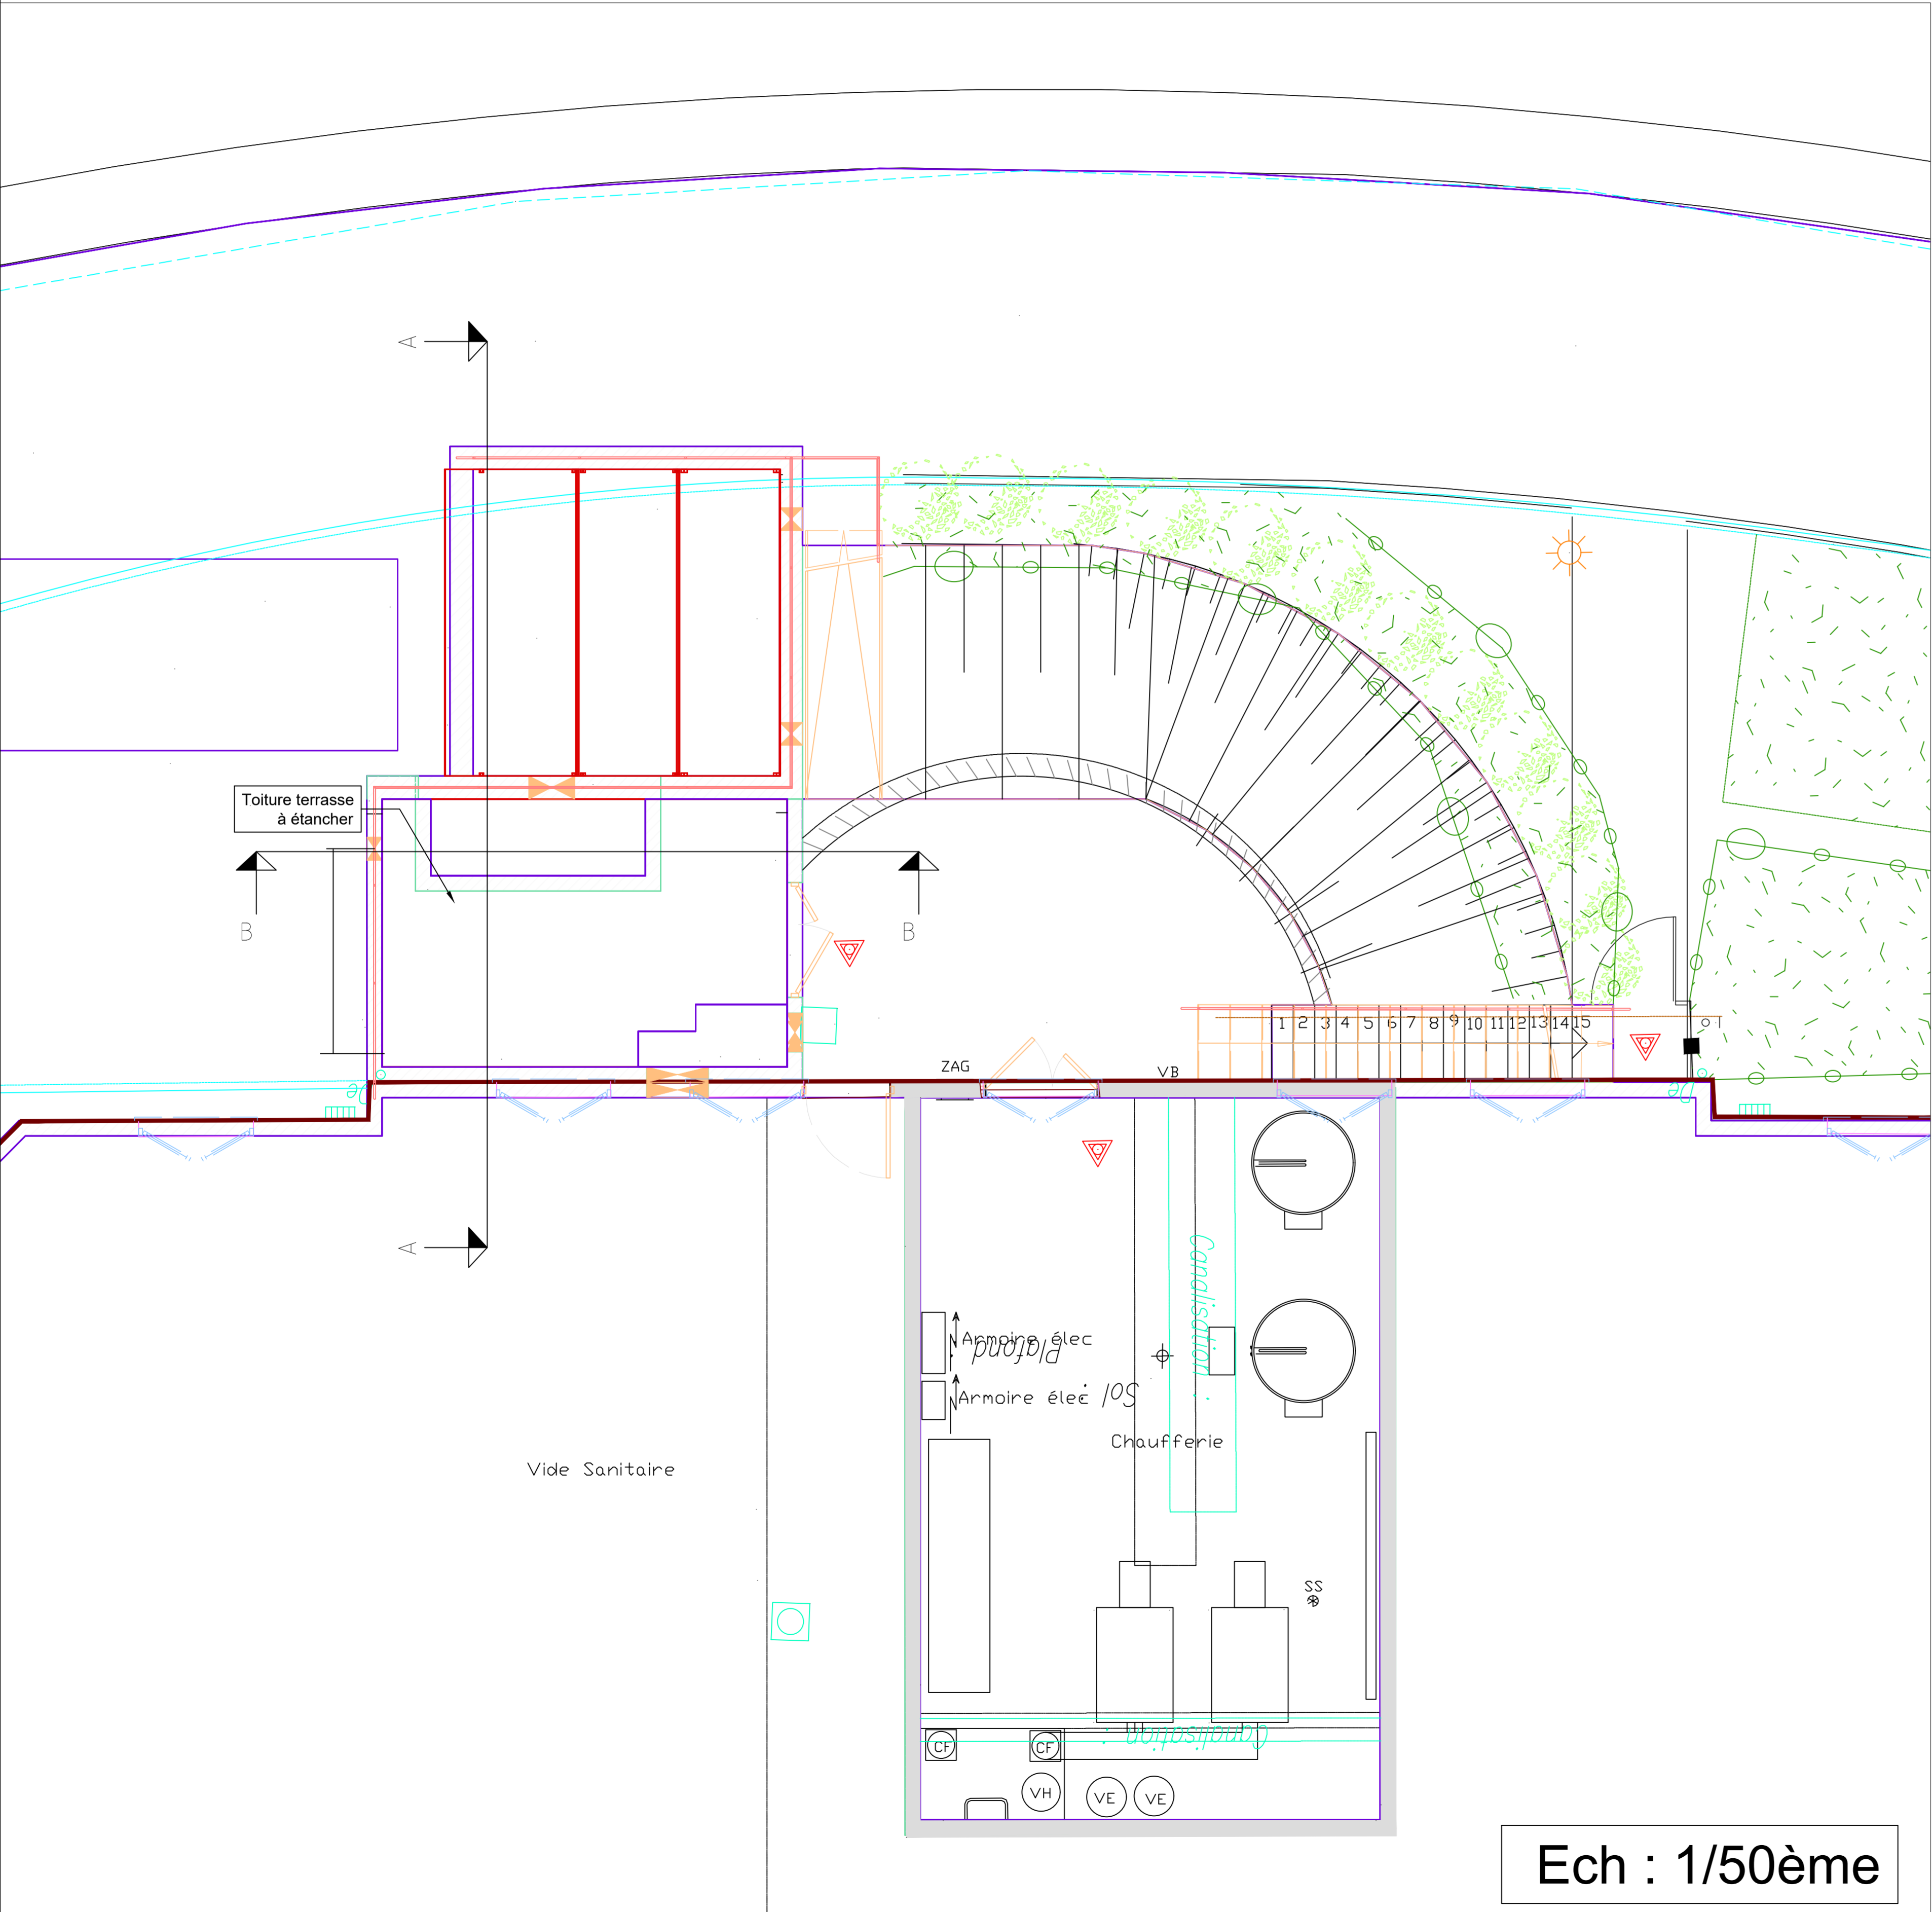 A
Toiture terrasse
à étancher
B
B
1 2 3 4 5 6 7 8 9 10 11 12 13 14 15
ZAG
VB
A
Canalisation :
Armoire élec
Plafond :
Armoire élec
Sol :
Chaufferie
Vide Sanitaire
SS
Canalisation :
CF
CF
VH
VE
VE
Ech : 1/50ème